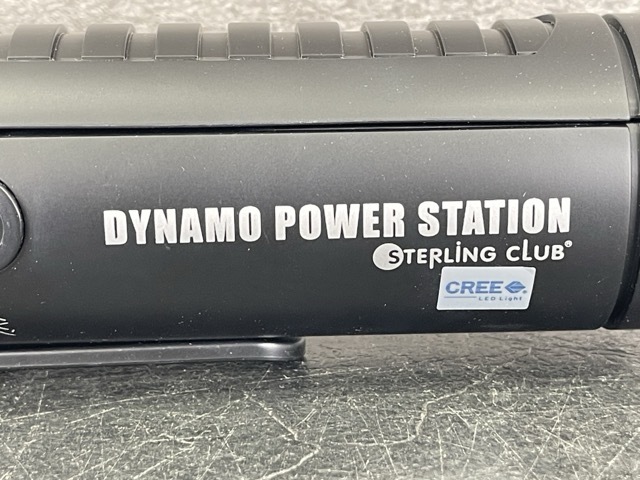 DYNAMO POWER STATION
STERLING CLUB®
CREE®
LED Light